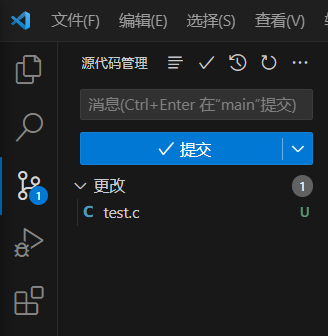 文件(F) 编辑(E) 选择(S) 查看(V)
源代码管理
消息(Ctrl+Enter 在“main”提交)
提交
1
更改 1
C test.c U